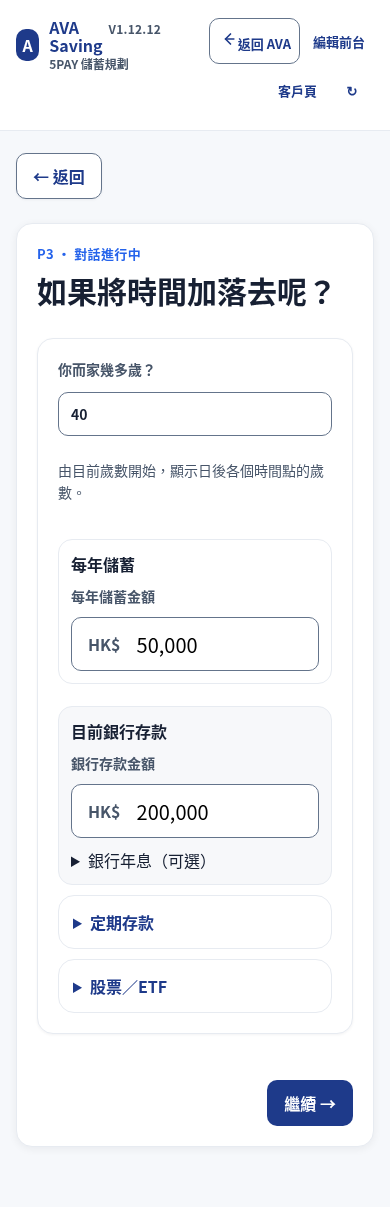 A
AVA Saving
V1.12.12
5PAY 儲蓄規劃
←返回 AVA
編輯前台
客戶頁
↻
← 返回
P3 · 對話進行中
如果將時間加落去呢？
你而家幾多歲？
40
由目前歲數開始，顯示日後各個時間點的歲
數。
每年儲蓄
每年儲蓄金額
HK$ 50,000
目前銀行存款
銀行存款金額
HK$ 200,000
▶ 銀行年息（可選）
▶ 定期存款
▶ 股票／ETF
繼續 →